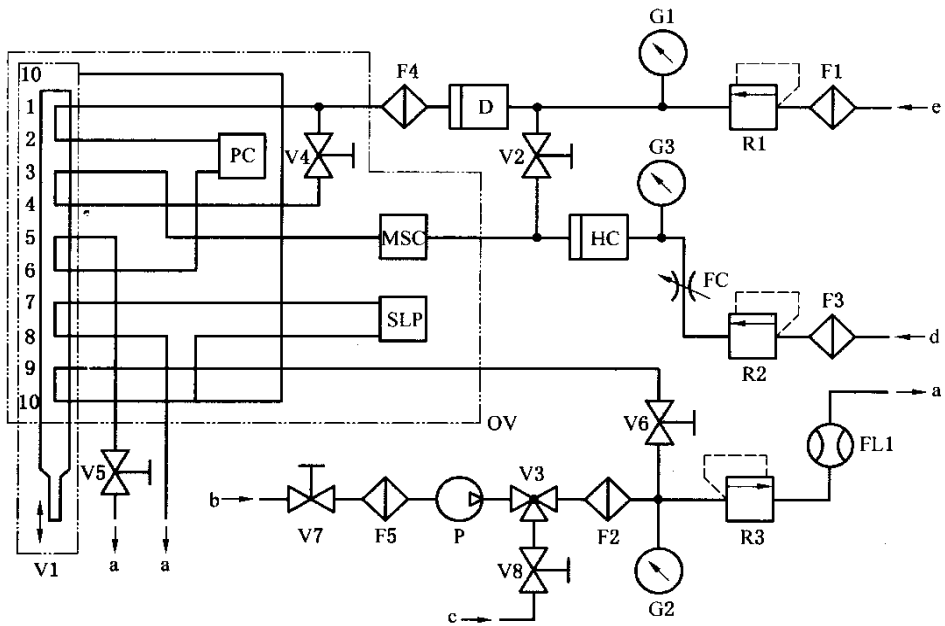 G1
10
F4
F1
1
D
e
2
PC
V4
V2
R1
3
G3
4
5
MSC
HC
6
FC
F3
7
SLP
8
d
R2
9
a
10
OV
V6
FL1
V5
V3
b
V7
F5
P
F2
R3
V8
V1
a
a
c
G2